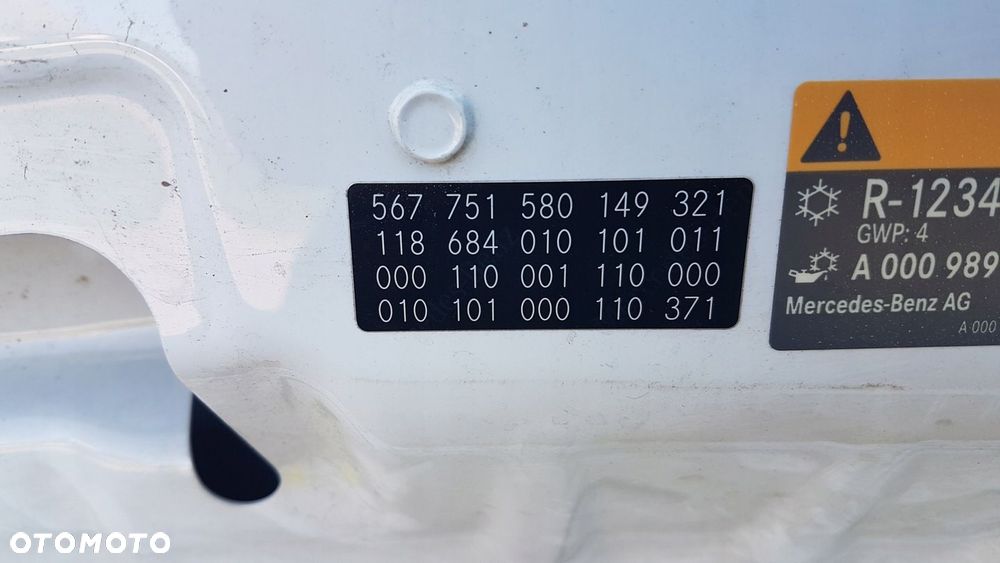 567 751 580 149 321
118 684 010 101 011
000 110 001 110 000
010 101 000 110 371
R-1234
GWP: 4
A 000 989
Mercedes-Benz AG
A 000
OTOMOTO